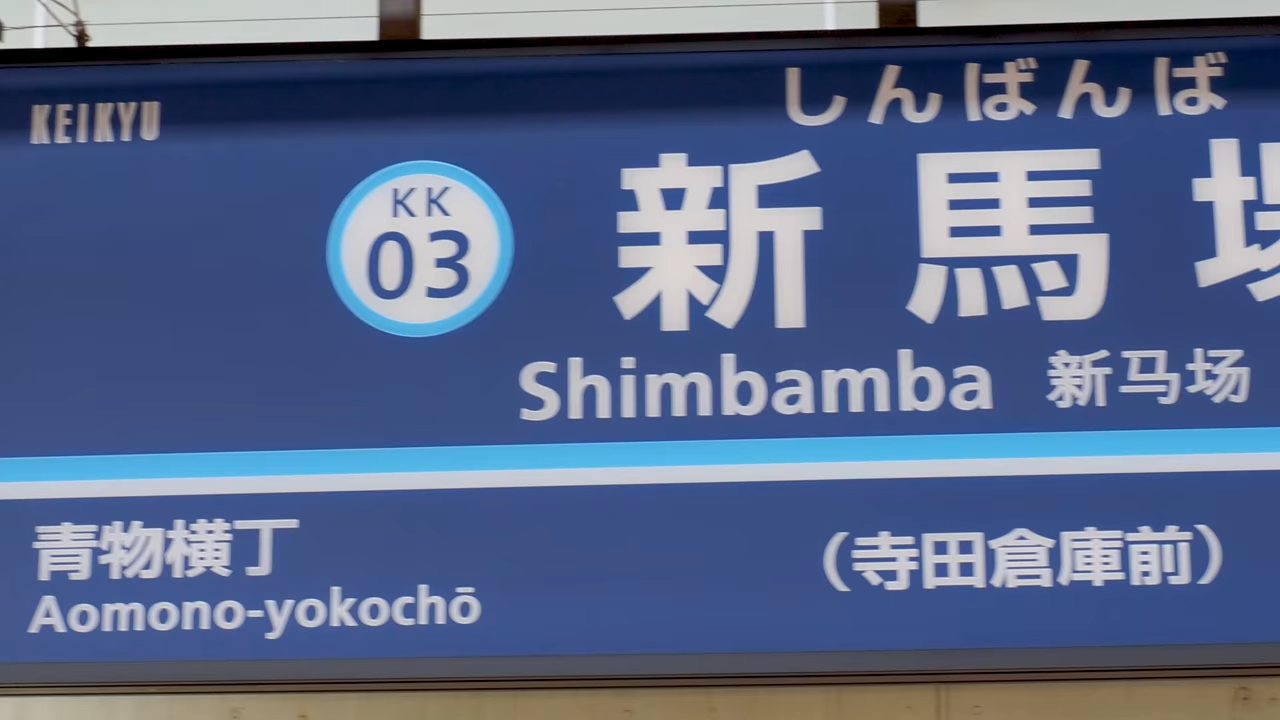 KEIKYU
しんばんば
KK
03
新馬場
Shimbamba 新马场
青物横丁
Aomono-yokochō
（寺田倉庫前）